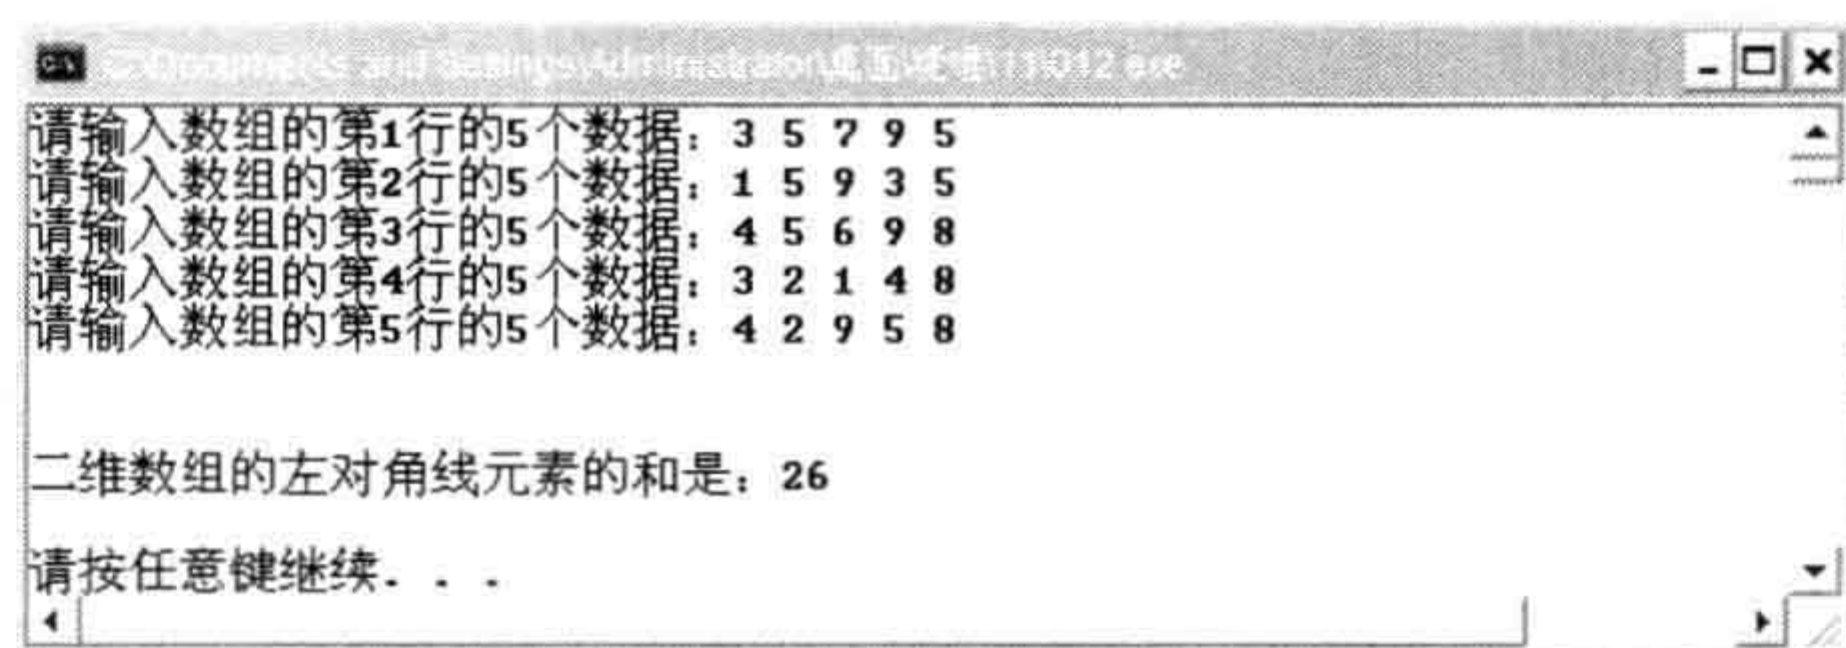 请输入数组的第1行的5个数据：3 5 7 9 5
请输入数组的第2行的5个数据：1 5 9 3 5
请输入数组的第3行的5个数据：4 5 6 9 8
请输入数组的第4行的5个数据：3 2 1 4 8
请输入数组的第5行的5个数据：4 2 9 5 8
二维数组的左对角线元素的和是：26
请按任意键继续. . .